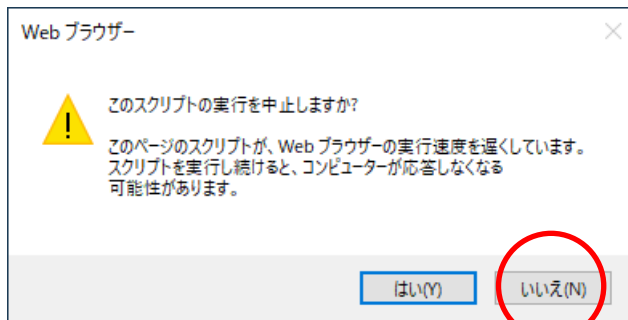 Web ブラウザー
このスクリプトの実行を中止しますか?
このページのスクリプトが、Web ブラウザーの実行速度を遅くしています。
スクリプトを実行し続けると、コンピューターが応答しなくなる
可能性があります。
はい(Y)
いいえ(N)